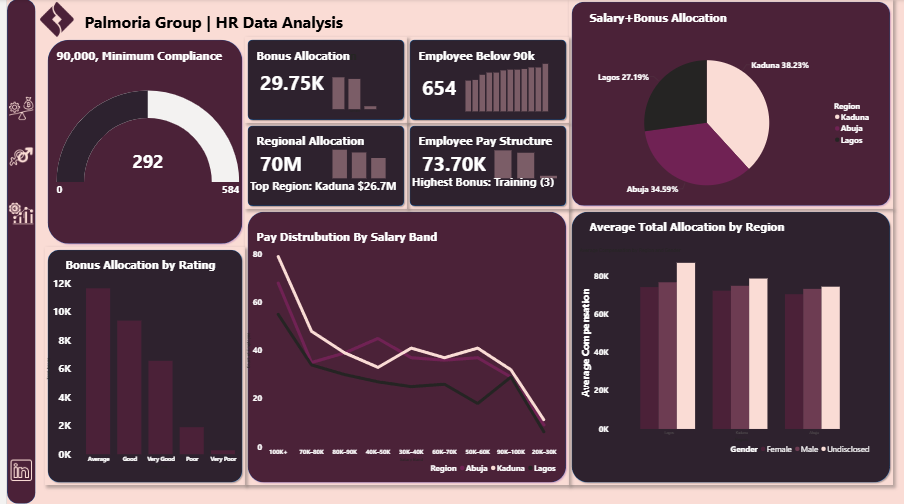 Palmoria Group | HR Data Analysis
90,000, Minimum Compliance
292
0
584
Bonus Allocation
29.75K
Employee Below 90k
654
Regional Allocation
70M
Top Region: Kaduna $26.7M
Employee Pay Structure
73.70K
Highest Bonus: Training (3)
Salary+Bonus Allocation
Kaduna 38.23%
Lagos 27.19%
Abuja 34.59%
Region
Kaduna
Abuja
Lagos
Bonus Allocation by Rating
12K
10K
8K
6K
4K
2K
0K
Average Good Very Good Poor Very Poor
Pay Distrubution By Salary Band
80
60
40
20
0
100K+ 70K–80K 80K–90K 40K–50K 30K–40K 60K–70K 50K–60K 90K–100K 20K–30K
Region Abuja Kaduna Lagos
Average Total Allocation by Region
Average Compensation
80K
60K
40K
20K
0K
Gender Female Male Undisclosed
in